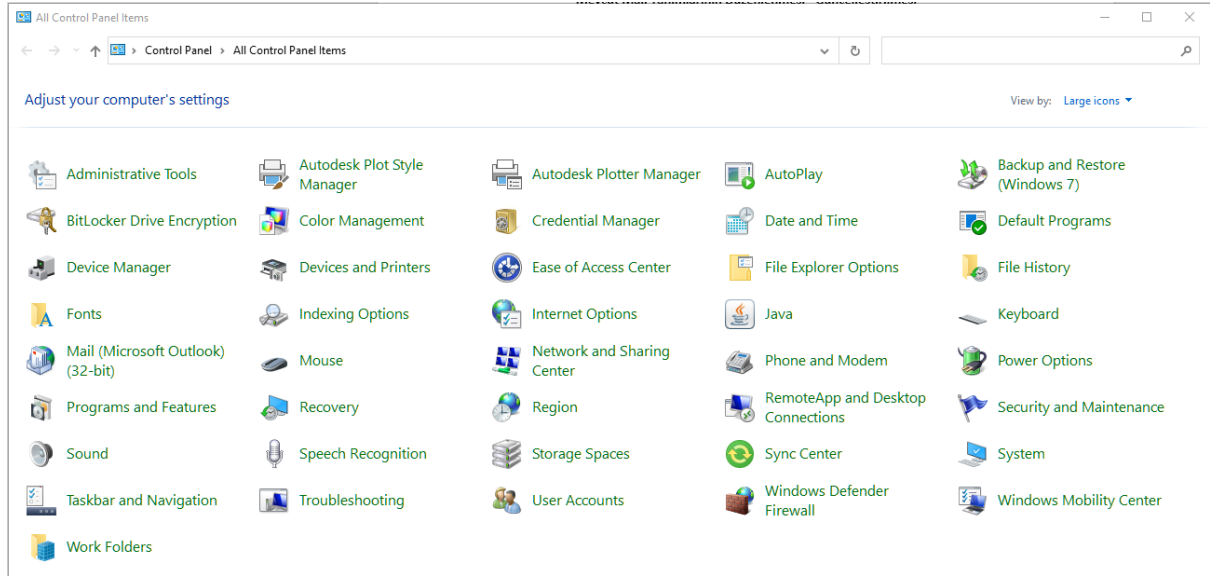 Mevcut Mail Tanımlarının Düzenlenmesi - Güncelleştirilmesi
All Control Panel Items
Control Panel > All Control Panel Items
Adjust your computer's settings
View by: Large icons
Administrative Tools
Autodesk Plot Style
Manager
Autodesk Plotter Manager
AutoPlay
Backup and Restore
(Windows 7)
BitLocker Drive Encryption
Color Management
Credential Manager
Date and Time
Default Programs
Device Manager
Devices and Printers
Ease of Access Center
File Explorer Options
File History
Fonts
Indexing Options
Internet Options
Java
Keyboard
Mail (Microsoft Outlook)
(32-bit)
Mouse
Network and Sharing
Center
Phone and Modem
Power Options
Programs and Features
Recovery
Region
RemoteApp and Desktop
Connections
Security and Maintenance
Sound
Speech Recognition
Storage Spaces
Sync Center
System
Taskbar and Navigation
Troubleshooting
User Accounts
Windows Defender
Firewall
Windows Mobility Center
Work Folders